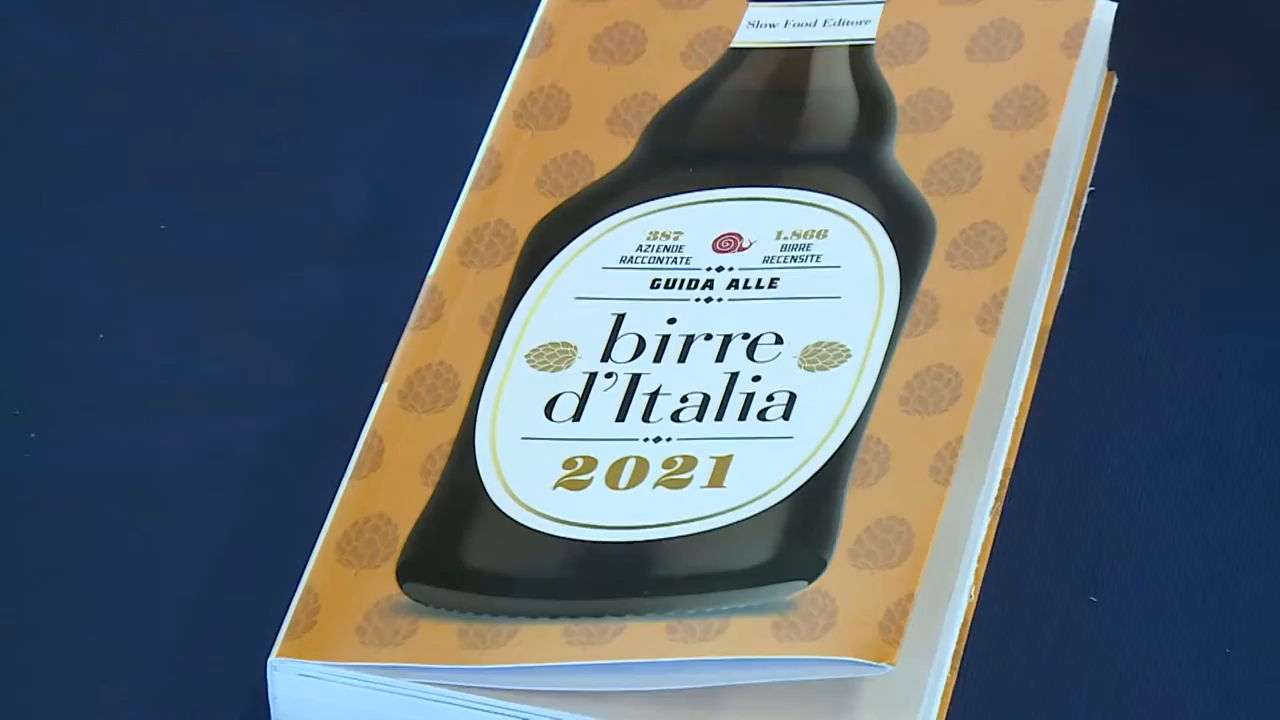 Slow Food Editore
387
AZIENDE
RACCONTATE
1.866
BIRRE
RECENSITE
GUIDA ALLE
birre
d'Italia
2021